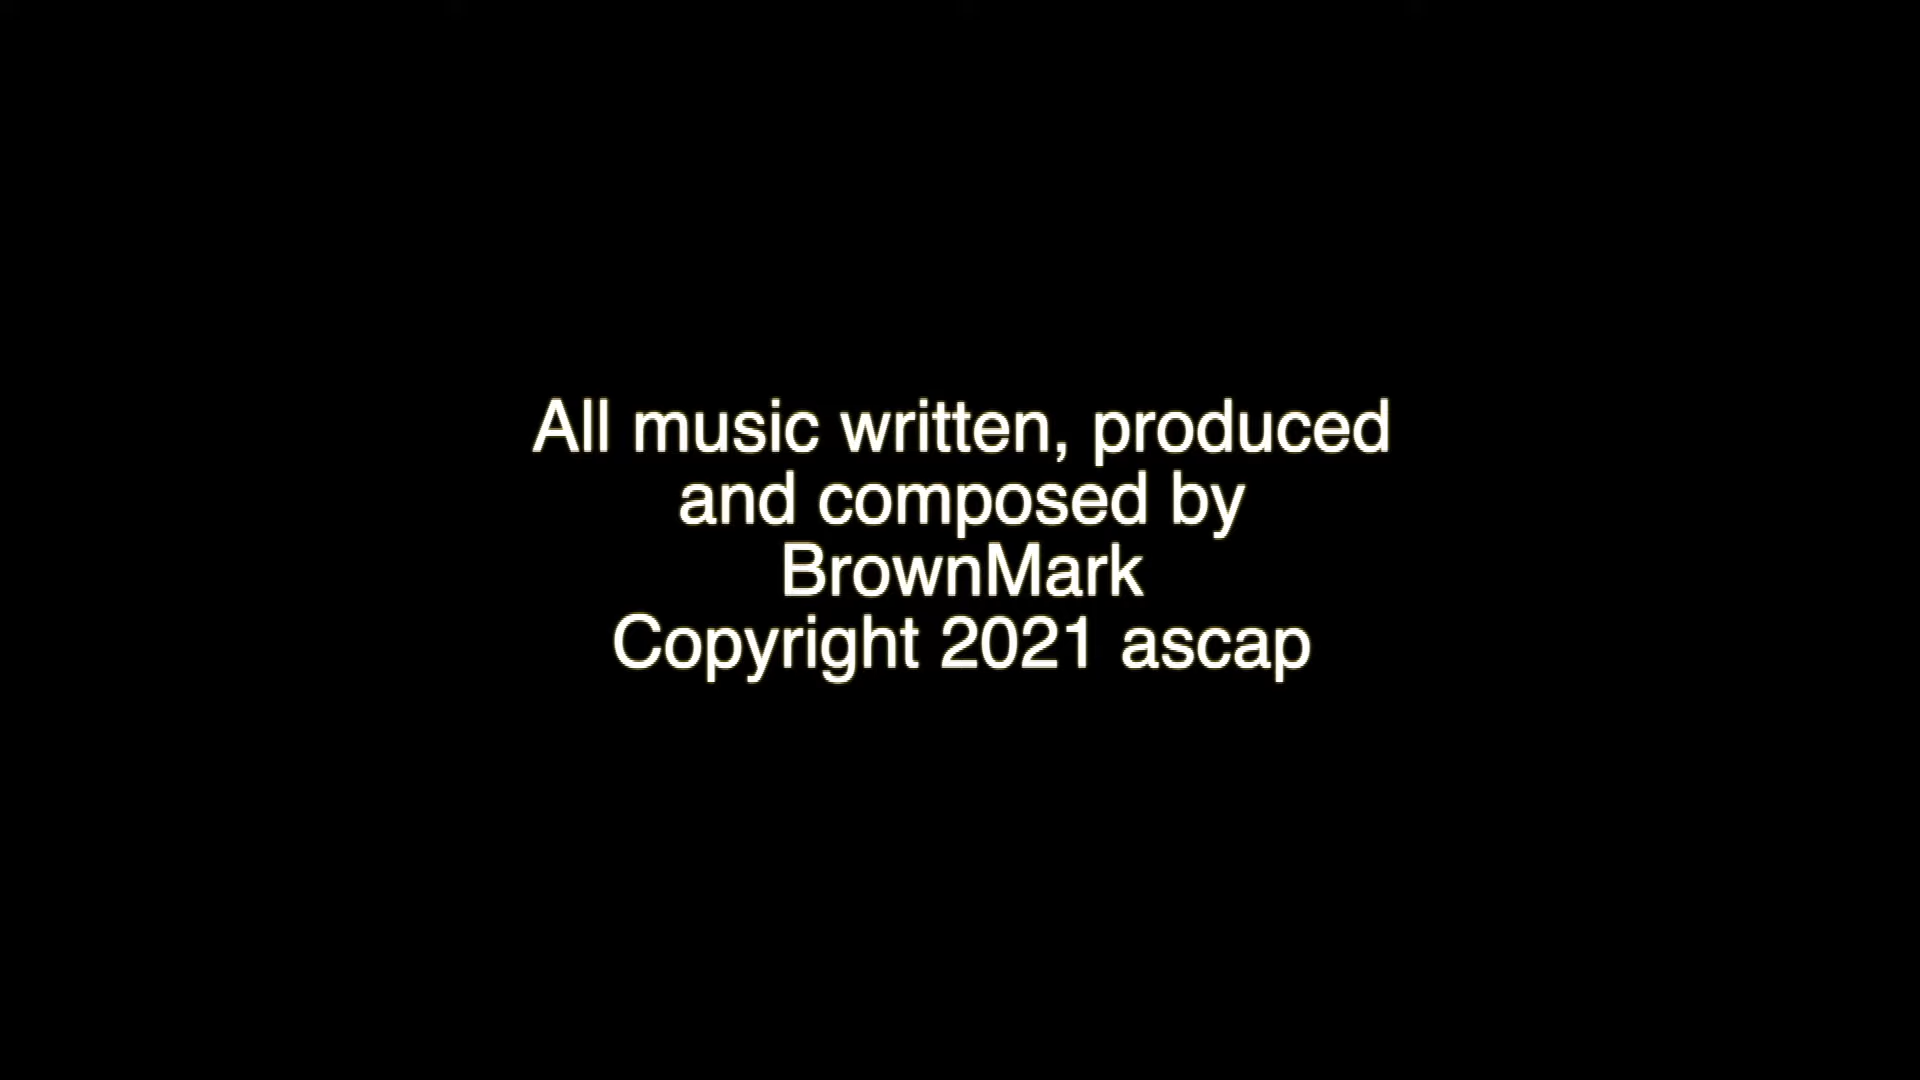 All music written, produced
and composed by
BrownMark
Copyright 2021 ascap